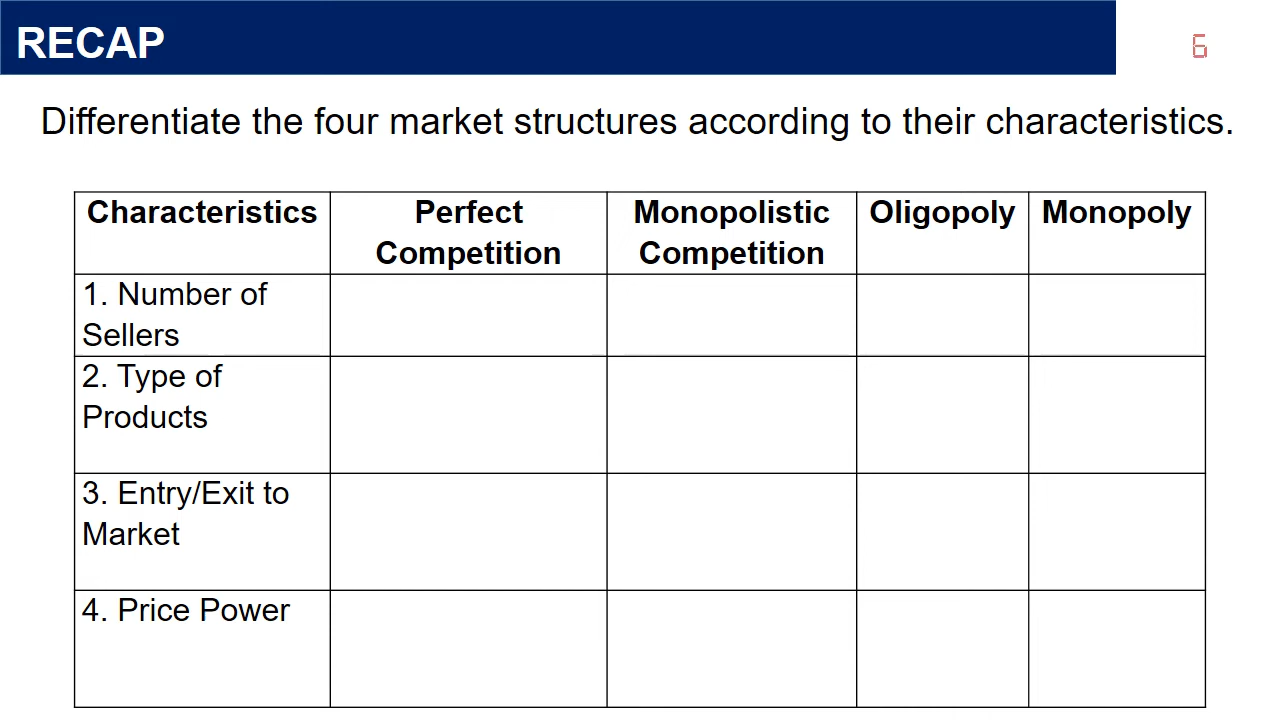 RECAP
6
Differentiate the four market structures according to their characteristics.
Characteristics Perfect Monopolistic Oligopoly Monopoly
Competition Competition
1. Number of
Sellers
2. Type of
Products
3. Entry/Exit to
Market
4. Price Power